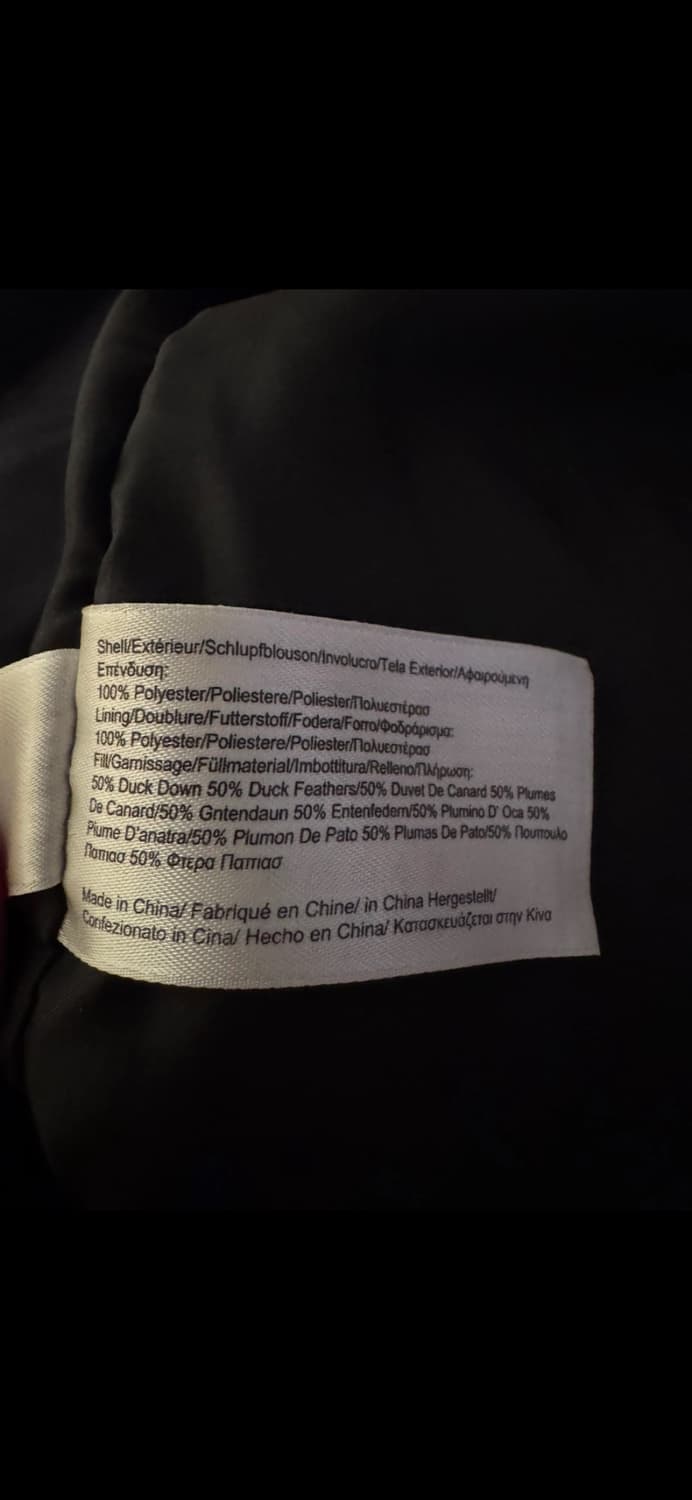 Shell/Extérieur/Schlupfblouson/Involucro/Tela Exterior/Αφαιρούμενη
Επένδυση:
100% Polyester/Poliestere/Poliester/Πολυεστέρασ
Lining/Doublure/Futterstoff/Fodera/Forro/Φοδράρισμα:
100% Polyester/Poliestere/Poliester/Πολυεστέρασ
Fill/Garnissage/Füllmaterial/Imbottitura/Relleno/Πλήρωση:
50% Duck Down 50% Duck Feathers/50% Duvet De Canard 50% Plumes
De Canard/50% Gntendaun 50% Entenfedern/50% Plumino D' Oca 50%
Piume D'anatra/50% Plumon De Pato 50% Plumas De Pato/50% Πουπουλο
Παπιασ 50% Φτερα Παπιασ
Made in China/ Fabriqué en Chine/ in China Hergestellt/
Confezionato in Cina/ Hecho en China/ Κατασκευάζεται στην Κίνα